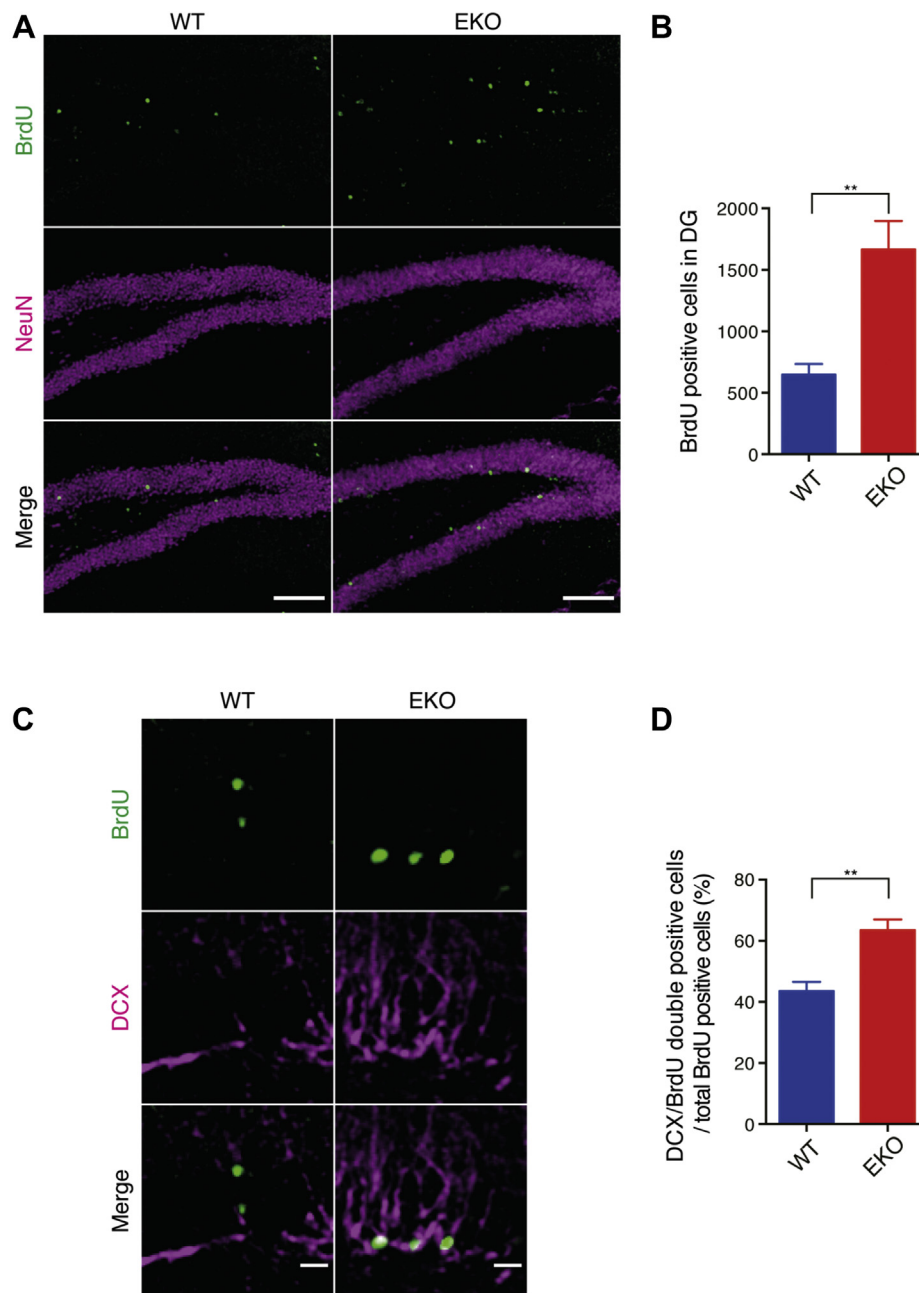 A
WT
EKO
BrdU
NeuN
Merge
B
**
BrdU positive cells in DG
2000
1500
1000
500
0
WT
EKO
C
WT
EKO
BrdU
DCX
Merge
D
**
DCX/BrdU double positive cells
/ total BrdU positive cells (%)
80
60
40
20
0
WT
EKO